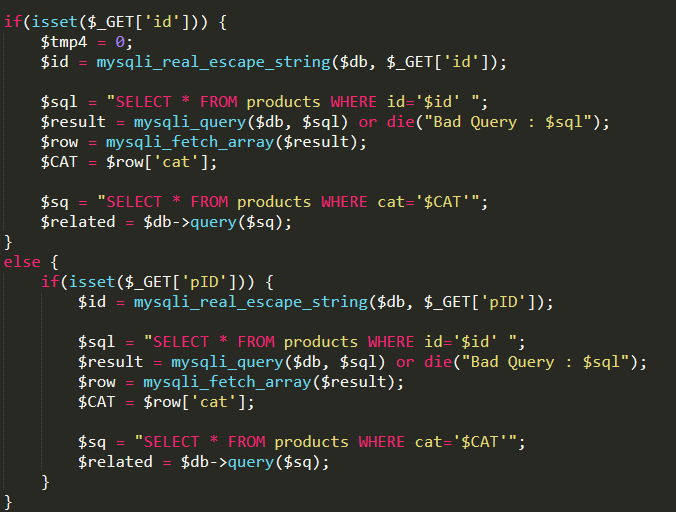 if(isset($_GET['id'])) {
$tmp4 = 0;
$id = mysqli_real_escape_string($db, $_GET['id']);
$sql = "SELECT * FROM products WHERE id='$id' ";
$result = mysqli_query($db, $sql) or die("Bad Query : $sql");
$row = mysqli_fetch_array($result);
$CAT = $row['cat'];
$sq = "SELECT * FROM products WHERE cat='$CAT'";
$related = $db->query($sq);
}
else {
if(isset($_GET['pID'])) {
$id = mysqli_real_escape_string($db, $_GET['pID']);
$sql = "SELECT * FROM products WHERE id='$id' ";
$result = mysqli_query($db, $sql) or die("Bad Query : $sql");
$row = mysqli_fetch_array($result);
$CAT = $row['cat'];
$sq = "SELECT * FROM products WHERE cat='$CAT'";
$related = $db->query($sq);
}
}